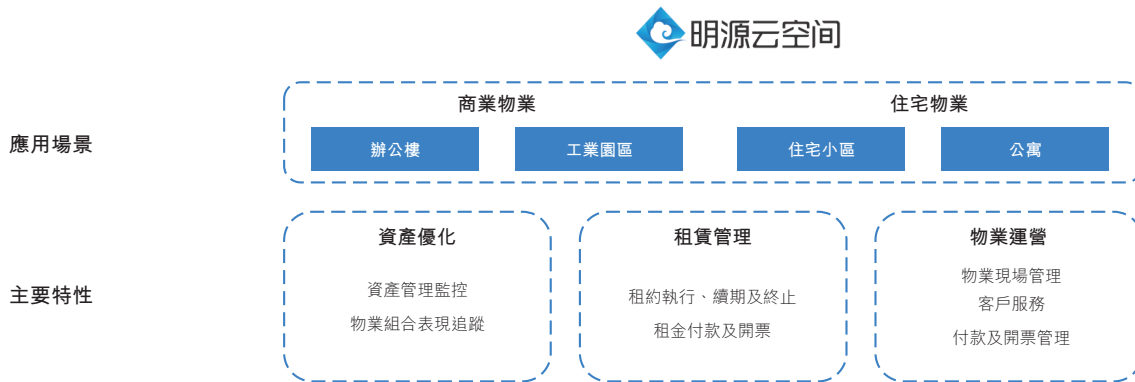 明源云空间
商業物業
住宅物業
應用場景
辦公樓
工業園區
住宅小區
公寓
資產優化
租賃管理
物業運營
主要特性
資產管理監控
物業組合表現追蹤
租約執行、續期及終止
租金付款及開票
物業現場管理
客戶服務
付款及開票管理